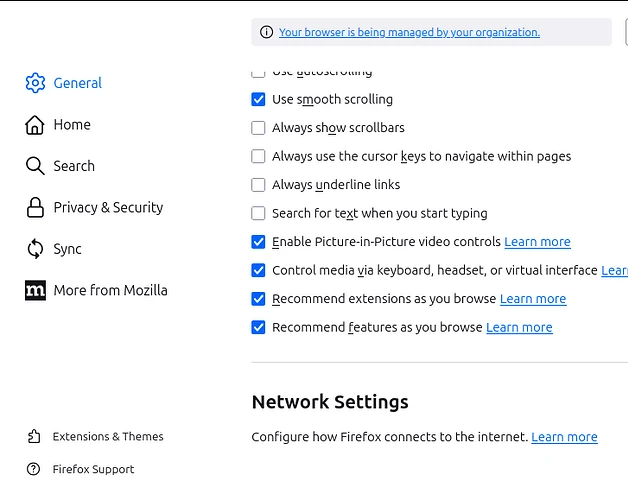 Your browser is being managed by your organization.
General
Home
Search
Privacy & Security
Sync
More from Mozilla
Extensions & Themes
Firefox Support
Use autoscrolling
Use smooth scrolling
Always show scrollbars
Always use the cursor keys to navigate within pages
Always underline links
Search for text when you start typing
Enable Picture-in-Picture video controls Learn more
Control media via keyboard, headset, or virtual interface Lear
Recommend extensions as you browse Learn more
Recommend features as you browse Learn more
Network Settings
Configure how Firefox connects to the internet. Learn more